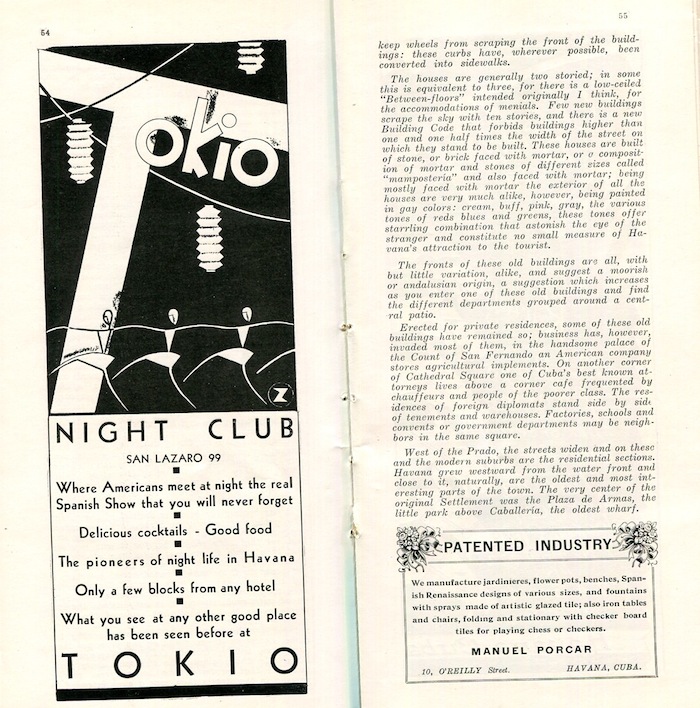 54
TOKIO
Z
NIGHT CLUB
SAN LAZARO 99
Where Americans meet at night the real
Spanish Show that you will never forget
Delicious cocktails - Good food
The pioneers of night life in Havana
Only a few blocks from any hotel
What you see at any other good place
has been seen before at
TOKIO
55
keep wheels from scraping the front of the build-
ings: these curbs have, wherever possible, been
converted into sidewalks.
The houses are generally two storied; in some
this is equivalent to three, for there is a low-ceiled
"Between-floors" intended originally I think, for
the accommodations of menials. Few new buildings
scrape the sky with ten stories, and there is a new
Building Code that forbids buildings higher than
one and one half times the width of the street on
which they stand to be built. These houses are built
of stone, or brick faced with mortar, or v composit-
ion of mortar and stones of different sizes called
"mamposteria" and also faced with mortar; being
mostly faced with mortar the exterior of all the
houses are very much alike, however, being painted
in gay colors: cream, buff, pink, gray, the various
tones of reds blues and greens, these tones offer
starrling combination that astonish the eye of the
stranger and constitute no small measure of Ha-
vana's attraction to the tourist.
The fronts of these old buildings are all, with
but little variation, alike, and suggest a moorish
or andalusian origin, a suggestion which increases
as you enter one of these old buildings and find
the different departments grouped around a cent-
ral patio.
Erected for private residences, some of these old
buildings have remained so; business has, however,
invaded most of them, in the handsome palace of
the Count of San Fernando an American company
stores agricultural implements. On another corner
of Cathedral Square one of Cuba's best known at-
torneys lives above a corner cafe frequented by
chauffeurs and people of the poorer class. The res-
idences of foreign diplomats stand side by side
of tenements and warehouses. Factories, schools and
convents or government departments may be neigh-
bors in the same square.
West of the Prado, the streets widen and on these
and the modern suburbs are the residential sections.
Havana grew westward from the water front and
close to it, naturally, are the oldest and most int-
eresting parts of the town. The very center of the
original Settlement was the Plaza de Armas, the
little park above Caballeria, the oldest wharf.
PATENTED INDUSTRY
We manufacture jardinieres, flower pots, benches, Span-
ish Renaissance designs of various sizes, and fountains
with sprays made of artistic glazed tile; also iron tables
and chairs, folding and stationary with checker board
tiles for playing chess or checkers.
MANUEL PORCAR
10, O'REILLY Street. HAVANA, CUBA.